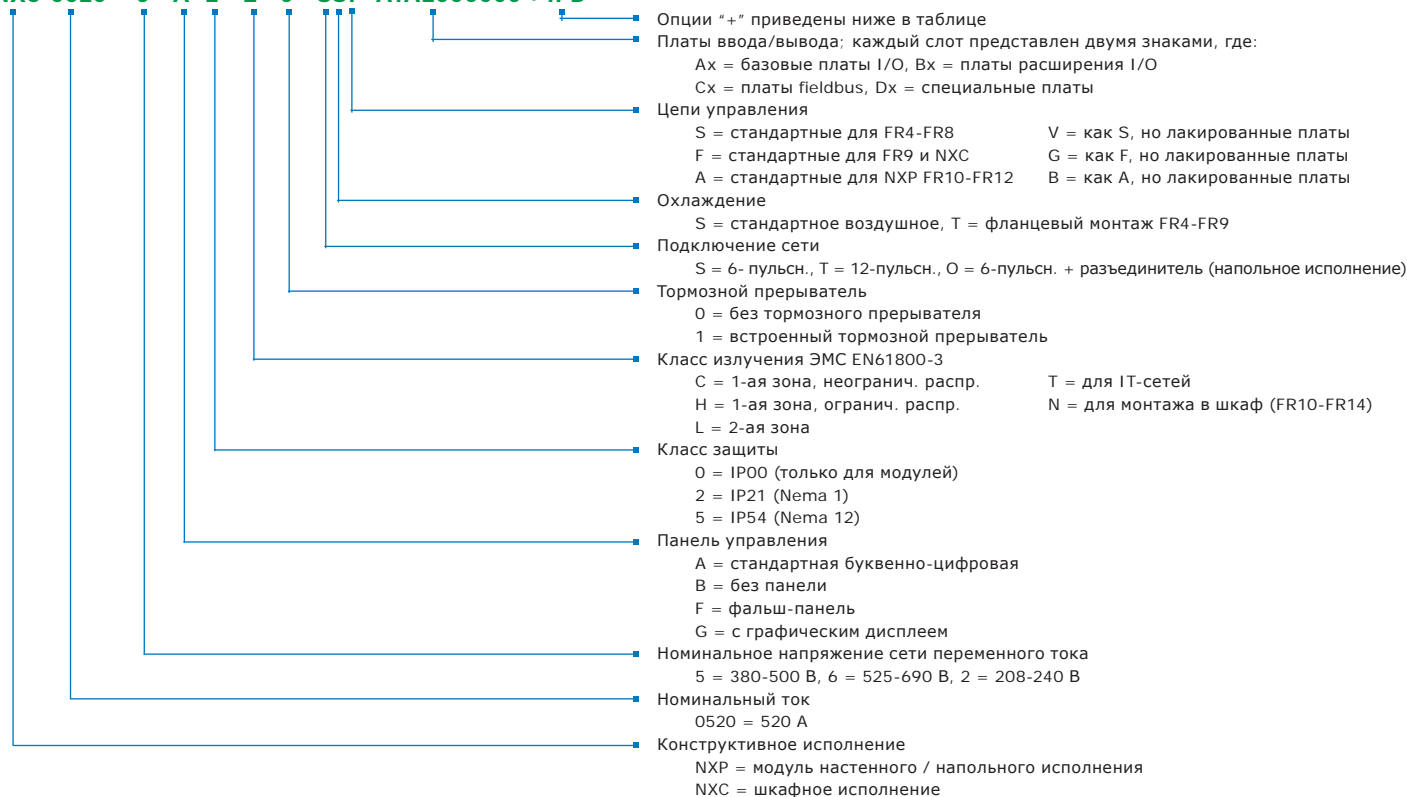 Опции “+” приведены ниже в таблице
Платы ввода/вывода; каждый слот представлен двумя знаками, где:
Ax = базовые платы I/O, Bx = платы расширения I/O
Cx = платы fieldbus, Dx = специальные платы
Цепи управления
S = стандартные для FR4-FR8 V = как S, но лакированные платы
F = стандартные для FR9 и NXC G = как F, но лакированные платы
A = стандартные для NXP FR10-FR12 B = как A, но лакированные платы
Охлаждение
S = стандартное воздушное, T = фланцевый монтаж FR4-FR9
Подключение сети
S = 6- пульсн., T = 12-пульсн., O = 6-пульсн. + разъединитель (напольное исполнение)
Тормозной прерыватель
0 = без тормозного прерывателя
1 = встроенный тормозной прерыватель
Класс излучения ЭМС EN61800-3
C = 1-ая зона, неогранич. распр. T = для IT-сетей
H = 1-ая зона, огранич. распр. N = для монтажа в шкаф (FR10-FR14)
L = 2-ая зона
Класс защиты
0 = IP00 (только для модулей)
2 = IP21 (Nema 1)
5 = IP54 (Nema 12)
Панель управления
A = стандартная буквенно-цифровая
B = без панели
F = фальш-панель
G = с графическим дисплеем
Номинальное напряжение сети переменного тока
5 = 380-500 В, 6 = 525-690 В, 2 = 208-240 В
Номинальный ток
0520 = 520 А
Конструктивное исполнение
NXP = модуль настенного / напольного исполнения
NXC = шкафное исполнение